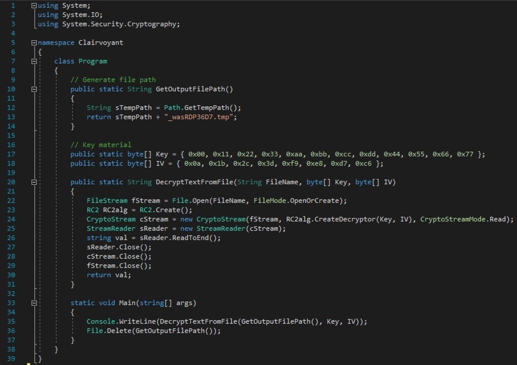 1 using System;
2 using System.IO;
3 using System.Security.Cryptography;
4
5 namespace Clairvoyant
6 {
7 class Program
8 {
9 // Generate file path
10 public static String GetOutputFilePath()
11 {
12 String sTempPath = Path.GetTempPath();
13 return sTempPath + "_wasRDP36D7.tmp";
14 }
15
16 // Key material
17 public static byte[] Key = { 0x00, 0x11, 0x22, 0x33, 0xaa, 0xbb, 0xcc, 0xdd, 0x44, 0x55, 0x66, 0x77 };
18 public static byte[] IV = { 0x0a, 0x1b, 0x2c, 0x3d, 0xf9, 0xe8, 0xd7, 0xc6 };
19
20 public static String DecryptTextFromFile(String FileName, byte[] Key, byte[] IV)
21 {
22 FileStream fStream = File.Open(FileName, FileMode.OpenOrCreate);
23 RC2 RC2alg = RC2.Create();
24 CryptoStream cStream = new CryptoStream(fStream, RC2alg.CreateDecryptor(Key, IV), CryptoStreamMode.Read);
25 StreamReader sReader = new StreamReader(cStream);
26 string val = sReader.ReadToEnd();
27 sReader.Close();
28 cStream.Close();
29 fStream.Close();
30 return val;
31 }
32
33 static void Main(string[] args)
34 {
35 Console.WriteLine(DecryptTextFromFile(GetOutputFilePath(), Key, IV));
36 File.Delete(GetOutputFilePath());
37 }
38 }
39 }